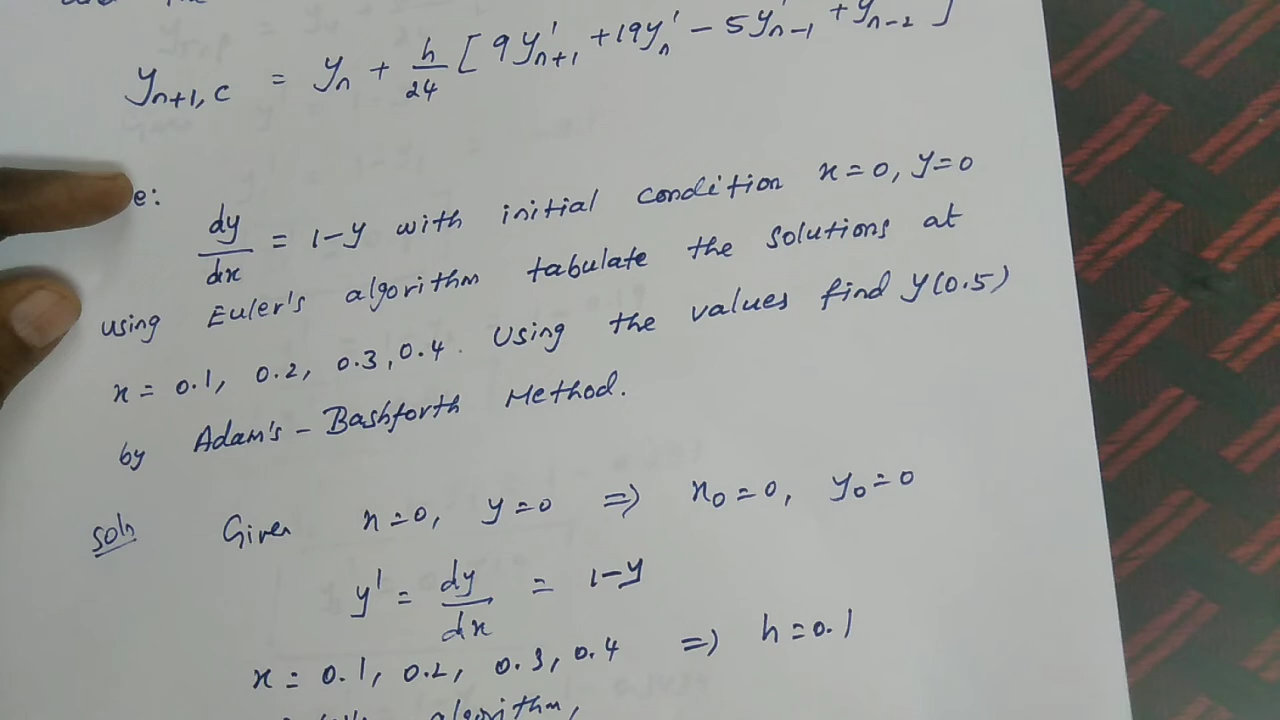 yn+1,c = yn + h/24 [ 9y'n+1 + 19y'n - 5y'n-1 + y'n-2 ]
e:
dy/dx = 1-y with initial condition x=0, y=0
using Euler's algorithm tabulate the solutions at
x = 0.1, 0.2, 0.3, 0.4. Using the values find y(0.5)
by Adam's - Bashforth Method.
Soln Given x=0, y=0 => x0=0, y0=0
y' = dy/dx = 1-y
x = 0.1, 0.2, 0.3, 0.4 => h=0.1
algorithm,